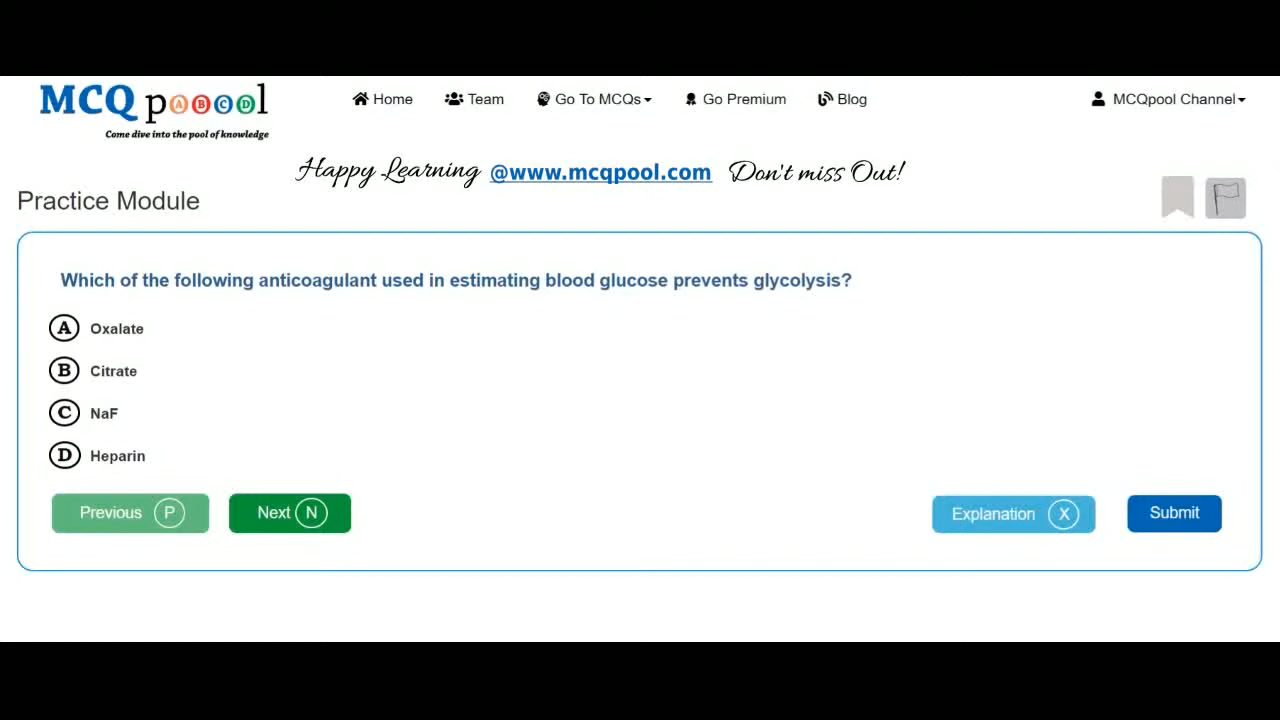 MCQ pABCDl
Come dive into the pool of knowledge
Home Team Go To MCQs Go Premium Blog MCQpool Channel
Happy Learning @www.mcqpool.com Don't miss Out!
Practice Module
Which of the following anticoagulant used in estimating blood glucose prevents glycolysis?
A Oxalate
B Citrate
C NaF
D Heparin
Previous P Next N Explanation X Submit